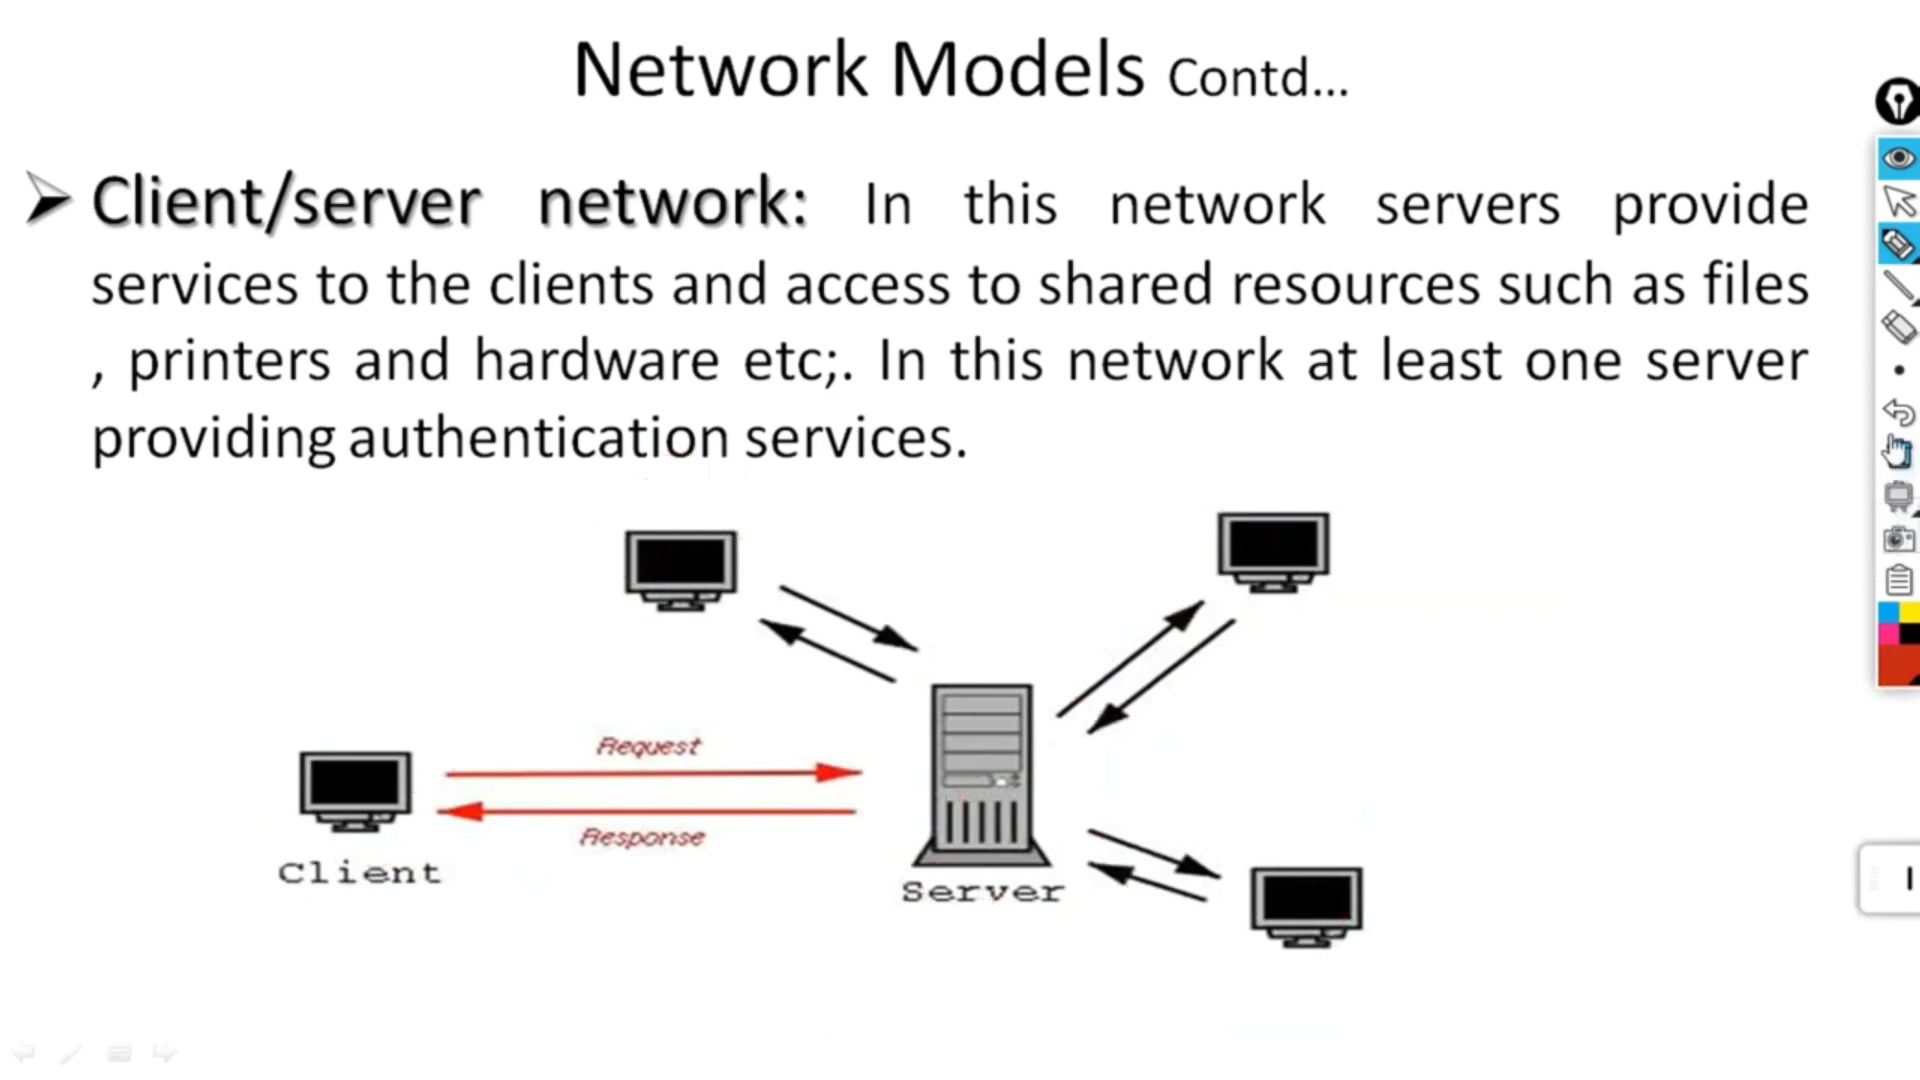 Network Models Contd...
Client/server network: In this network servers provide
services to the clients and access to shared resources such as files
, printers and hardware etc;. In this network at least one server
providing authentication services.
Request
Response
Client
Server